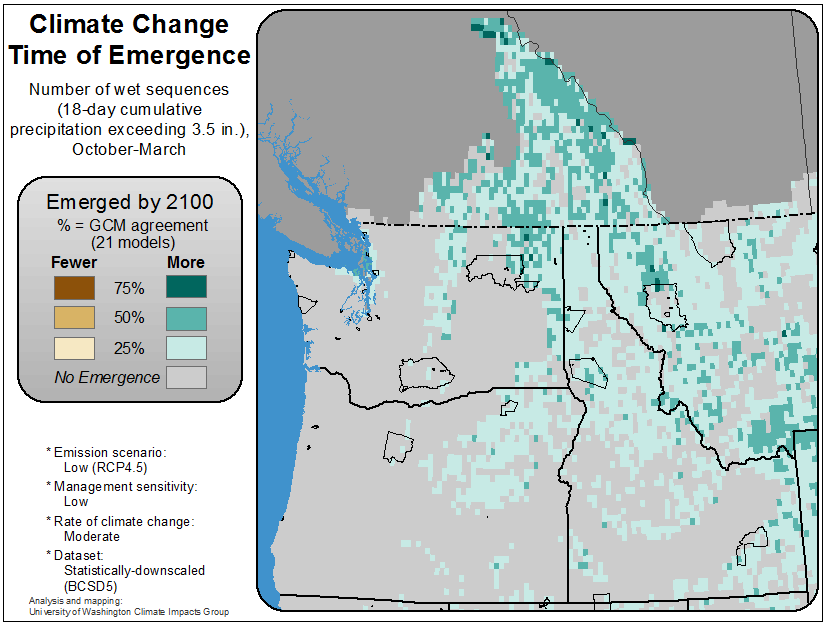 Climate Change
Time of Emergence
Number of wet sequences
(18-day cumulative
precipitation exceeding 3.5 in.),
October-March
Emerged by 2100
% = GCM agreement
(21 models)
Fewer More
75%
50%
25%
No Emergence
* Emission scenario:
Low (RCP4.5)
* Management sensitivity:
Low
* Rate of climate change:
Moderate
* Dataset:
Statistically-downscaled
(BCSD5)
Analysis and mapping:
University of Washington Climate Impacts Group